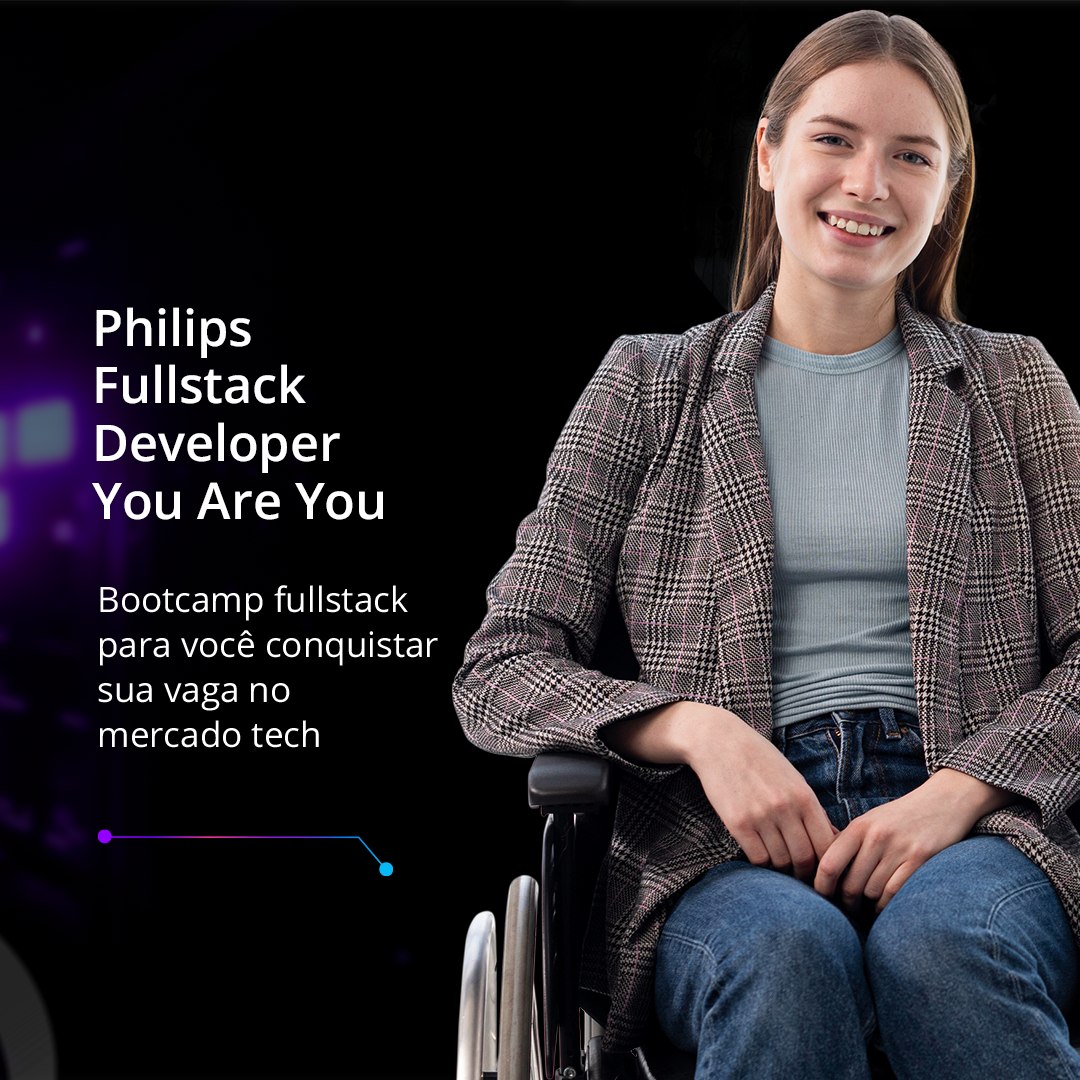 Philips
Fullstack
Developer
You Are You
Bootcamp fullstack
para você conquistar
sua vaga no
mercado tech